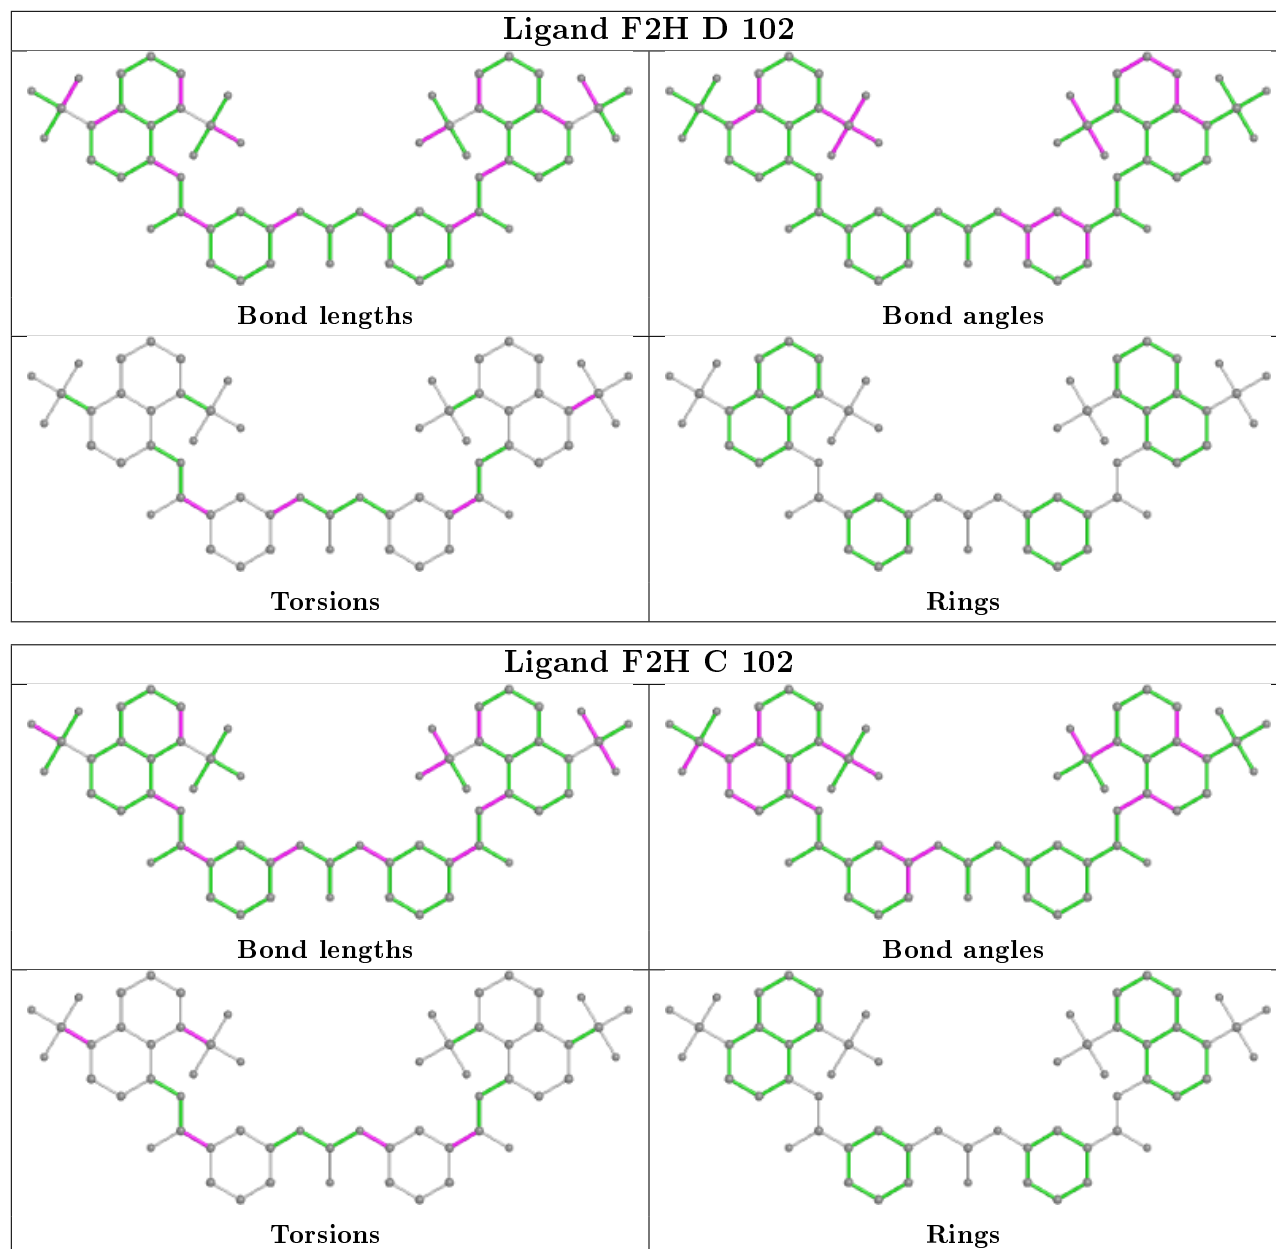 Ligand F2H D 102
Bond lengths
Bond angles
Torsions
Rings
Ligand F2H C 102
Bond lengths
Bond angles
Torsions
Rings